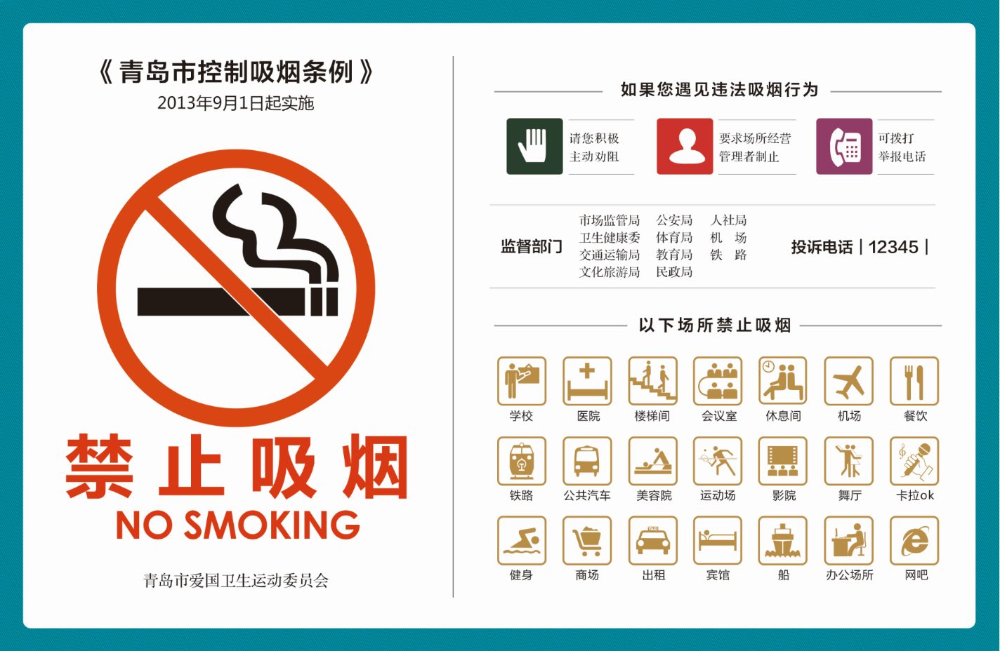 《青岛市控制吸烟条例》
2013年9月1日起实施
禁止吸烟
NO SMOKING
青岛市爱国卫生运动委员会
如果您遇见违法吸烟行为
请您积极
主动劝阻
要求场所经营
管理者制止
可拨打
举报电话
监督部门
市场监管局 公安局 人社局
卫生健康委 体育局 机 场
交通运输局 教育局 铁 路
文化旅游局 民政局
投诉电话｜12345｜
以下场所禁止吸烟
学校 医院 楼梯间 会议室 休息间 机场 餐饮
铁路 公共汽车 美容院 运动场 影院 舞厅 卡拉ok
TAXI
健身 商场 出租 宾馆 船 办公场所 网吧